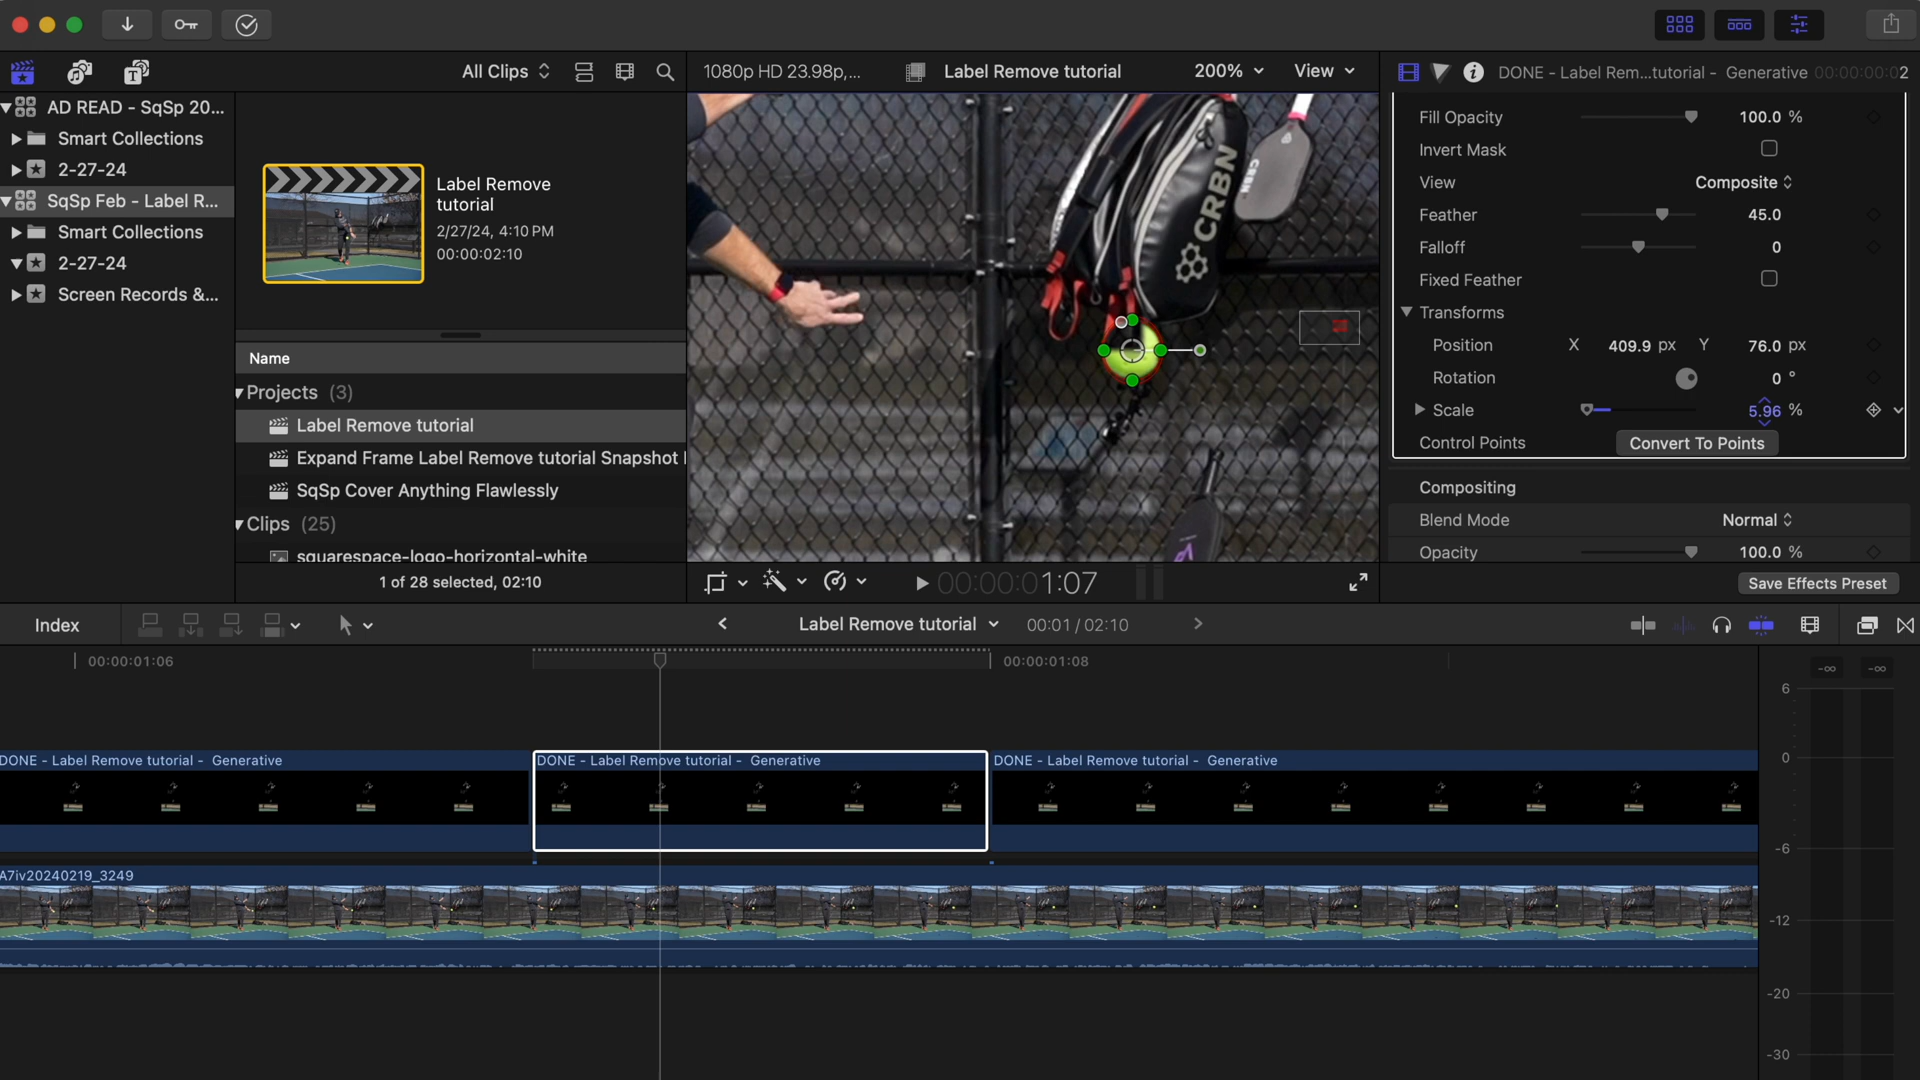 All Clips
1080p HD 23.98p,...
Label Remove tutorial
200%
View
DONE - Label Rem...tutorial - Generative
00:00:00:02
AD READ - SqSp 20...
Smart Collections
2-27-24
SqSp Feb - Label R...
Smart Collections
2-27-24
Screen Records &...
Label Remove
tutorial
2/27/24, 4:10 PM
00:00:02:10
Name
Projects (3)
Label Remove tutorial
Expand Frame Label Remove tutorial Snapshot
SqSp Cover Anything Flawlessly
Clips (25)
squarespace-logo-horizontal-white
1 of 28 selected, 02:10
CRBN
CRBN
00:00:01:07
Fill Opacity 100.0 %
Invert Mask
View Composite
Feather 45.0
Falloff 0
Fixed Feather
Transforms
Position X 409.9 px Y 76.0 px
Rotation 0 °
Scale 5.96 %
Control Points Convert To Points
Compositing
Blend Mode Normal
Opacity 100.0 %
Save Effects Preset
Index
Label Remove tutorial
00:01 / 02:10
00:00:01:06
00:00:01:08
DONE - Label Remove tutorial - Generative
DONE - Label Remove tutorial - Generative
DONE - Label Remove tutorial - Generative
A7iv20240219_3249
-∞ -∞
6
0
-6
-12
-20
-30